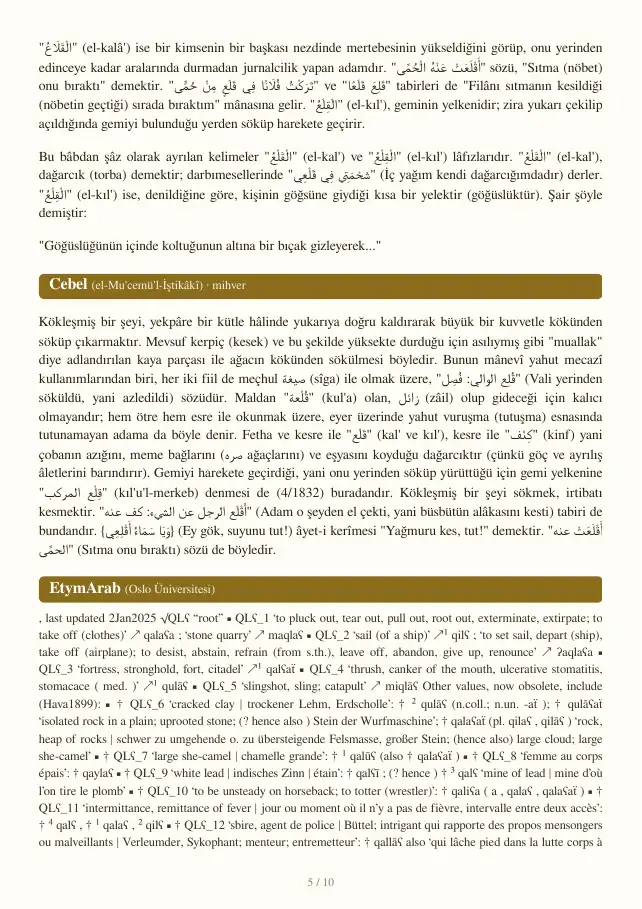 "اَلْقَلَّاعُ" (el-kalâ') ise bir kimsenin bir başkası nezdinde mertebesinin yükseldiğini görüp, onu yerinden
edinceye kadar aralarında durmadan jurnalcilik yapan adamdır. "أَقْلَعَتْ عَنْهُ الْحُمَّى" sözü, "Sıtma (nöbet)
onu bıraktı" demektir. "تَرَكْتُ فُلَانًا فِي قَلَعٍ مِنْ حُمَّى" ve "قَلِعَ قَلَعًا" tabirleri de "Filânı sıtmanın kesildiği
(nöbetin geçtiği) sırada bıraktım" mânasına gelir. "اَلْقِلْعُ" (el-kıl'), geminin yelkenidir; zira yukarı çekilip
açıldığında gemiyi bulunduğu yerden söküp harekete geçirir.
Bu bâbdan şâz olarak ayrılan kelimeler "اَلْقَلْعُ" (el-kal') ve "اَلْقِلْعُ" (el-kıl') lâfızlarıdır. "اَلْقَلْعُ" (el-kal'),
dağarcık (torba) demektir; darbımesellerinde "شَحْمَتِي فِي قَلْعِي" (İç yağım kendi dağarcığımdadır) derler.
"اَلْقِلْعُ" (el-kıl') ise, denildiğine göre, kişinin göğsüne giydiği kısa bir yelektir (göğüslüktür). Şair şöyle
demiştir:
"Göğüslüğünün içinde koltuğunun altına bir bıçak gizleyerek..."
Cebel (el-Mu'cemü'l-İştikâkî) · mihver
Kökleşmiş bir şeyi, yekpâre bir kütle hâlinde yukarıya doğru kaldırarak büyük bir kuvvetle kökünden
söküp çıkarmaktır. Mevsuf kerpiç (kesek) ve bu şekilde yüksekte durduğu için asılıymış gibi "muallak"
diye adlandırılan kaya parçası ile ağacın kökünden sökülmesi böyledir. Bunun mânevî yahut mecazî
kullanımlarından biri, her iki fiil de meçhul صيغة (sîga) ile olmak üzere, "قُلِع الوالي: فُصِل" (Vali yerinden
söküldü, yani azledildi) sözüdür. Maldan "قُلْعة" (kul'a) olan, زائل (zâil) olup gideceği için kalıcı
olmayandır; hem ötre hem esre ile okunmak üzere, eyer üzerinde yahut vuruşma (tutuşma) esnasında
tutunamayan adama da böyle denir. Fetha ve kesre ile "قَلْع" (kal' ve kıl'), kesre ile "كِنْف" (kinf) yani
çobanın azığını, meme bağlarını (صره ağaçlarını) ve eşyasını koyduğu dağarcıktır (çünkü göç ve ayrılış
âletlerini barındırır). Gemiyi harekete geçirdiği, yani onu yerinden söküp yürüttüğü için gemi yelkenine
"قِلْع المركب" (kıl'u'l-merkeb) denmesi de (4/1832) buradandır. Kökleşmiş bir şeyi sökmek, irtibatı
kesmektir. "أَقْلَع الرجل عن الشيء: كف عنه" (Adam o şeyden el çekti, yani büsbütün alâkasını kesti) tabiri de
bundandır. {وَيَا سَمَاءُ أَقْلِعِي} (Ey gök, suyunu tut!) âyet-i kerîmesi "Yağmuru kes, tut!" demektir. "أَقْلَعَتْ عنه
الحمَّى" (Sıtma onu bıraktı) sözü de böyledir.
EtymArab (Oslo Üniversitesi)
, last updated 2Jan2025 √QLʕ “root” ▪ QLʕ_1 ‘to pluck out, tear out, pull out, root out, exterminate, extirpate; to
take off (clothes)’ ↗ qalaʕa ; ‘stone quarry’ ↗ maqlaʕ ▪ QLʕ_2 ‘sail (of a ship)’ ↗¹ qilʕ ; ‘to set sail, depart (ship),
take off (airplane); to desist, abstain, refrain (from s.th.), leave off, abandon, give up, renounce’ ↗ ʔaqlaʕa ▪
QLʕ_3 ‘fortress, stronghold, fort, citadel’ ↗¹ qalʕaẗ ▪ QLʕ_4 ‘thrush, canker of the mouth, ulcerative stomatitis,
stomacace ( med. )’ ↗¹ qulāʕ ▪ QLʕ_5 ‘slingshot, sling; catapult’ ↗ miqlāʕ Other values, now obsolete, include
(Hava1899): ▪ † QLʕ_6 ‘cracked clay | trockener Lehm, Erdscholle’: † ² qulāʕ (n.coll.; n.un. -aẗ ); † qulāʕaẗ
‘isolated rock in a plain; uprooted stone; (? hence also ) Stein der Wurfmaschine’; † qalaʕaẗ (pl. qilaʕ , qilāʕ ) ‘rock,
heap of rocks | schwer zu umgehende o. zu übersteigende Felsmasse, großer Stein; (hence also) large cloud; large
she-camel’ ▪ † QLʕ_7 ‘large she-camel | chamelle grande’: † ¹ qalūʕ (also † qalaʕaẗ ) ▪ † QLʕ_8 ‘femme au corps
épais’: † qaylaʕ ▪ † QLʕ_9 ‘white lead | indisches Zinn | étain’: † qalʕī ; (? hence ) † ³ qalʕ ‘mine of lead | mine d’où
l’on tire le plomb’ ▪ † QLʕ_10 ‘to be unsteady on horseback; to totter (wrestler)’: † qaliʕa ( a , qalaʕ , qalaʕaẗ ) ▪ †
QLʕ_11 ‘intermittance, remittance of fever | jour ou moment où il n’y a pas de fièvre, intervalle entre deux accès’:
† ⁴ qalʕ , † ¹ qalaʕ , ² qilʕ ▪ † QLʕ_12 ‘sbire, agent de police | Büttel; intrigant qui rapporte des propos mensongers
ou malveillants | Verleumder, Sykophant; menteur; entremetteur’: † qallāʕ also ‘qui lâche pied dans la lutte corps à
5 / 10